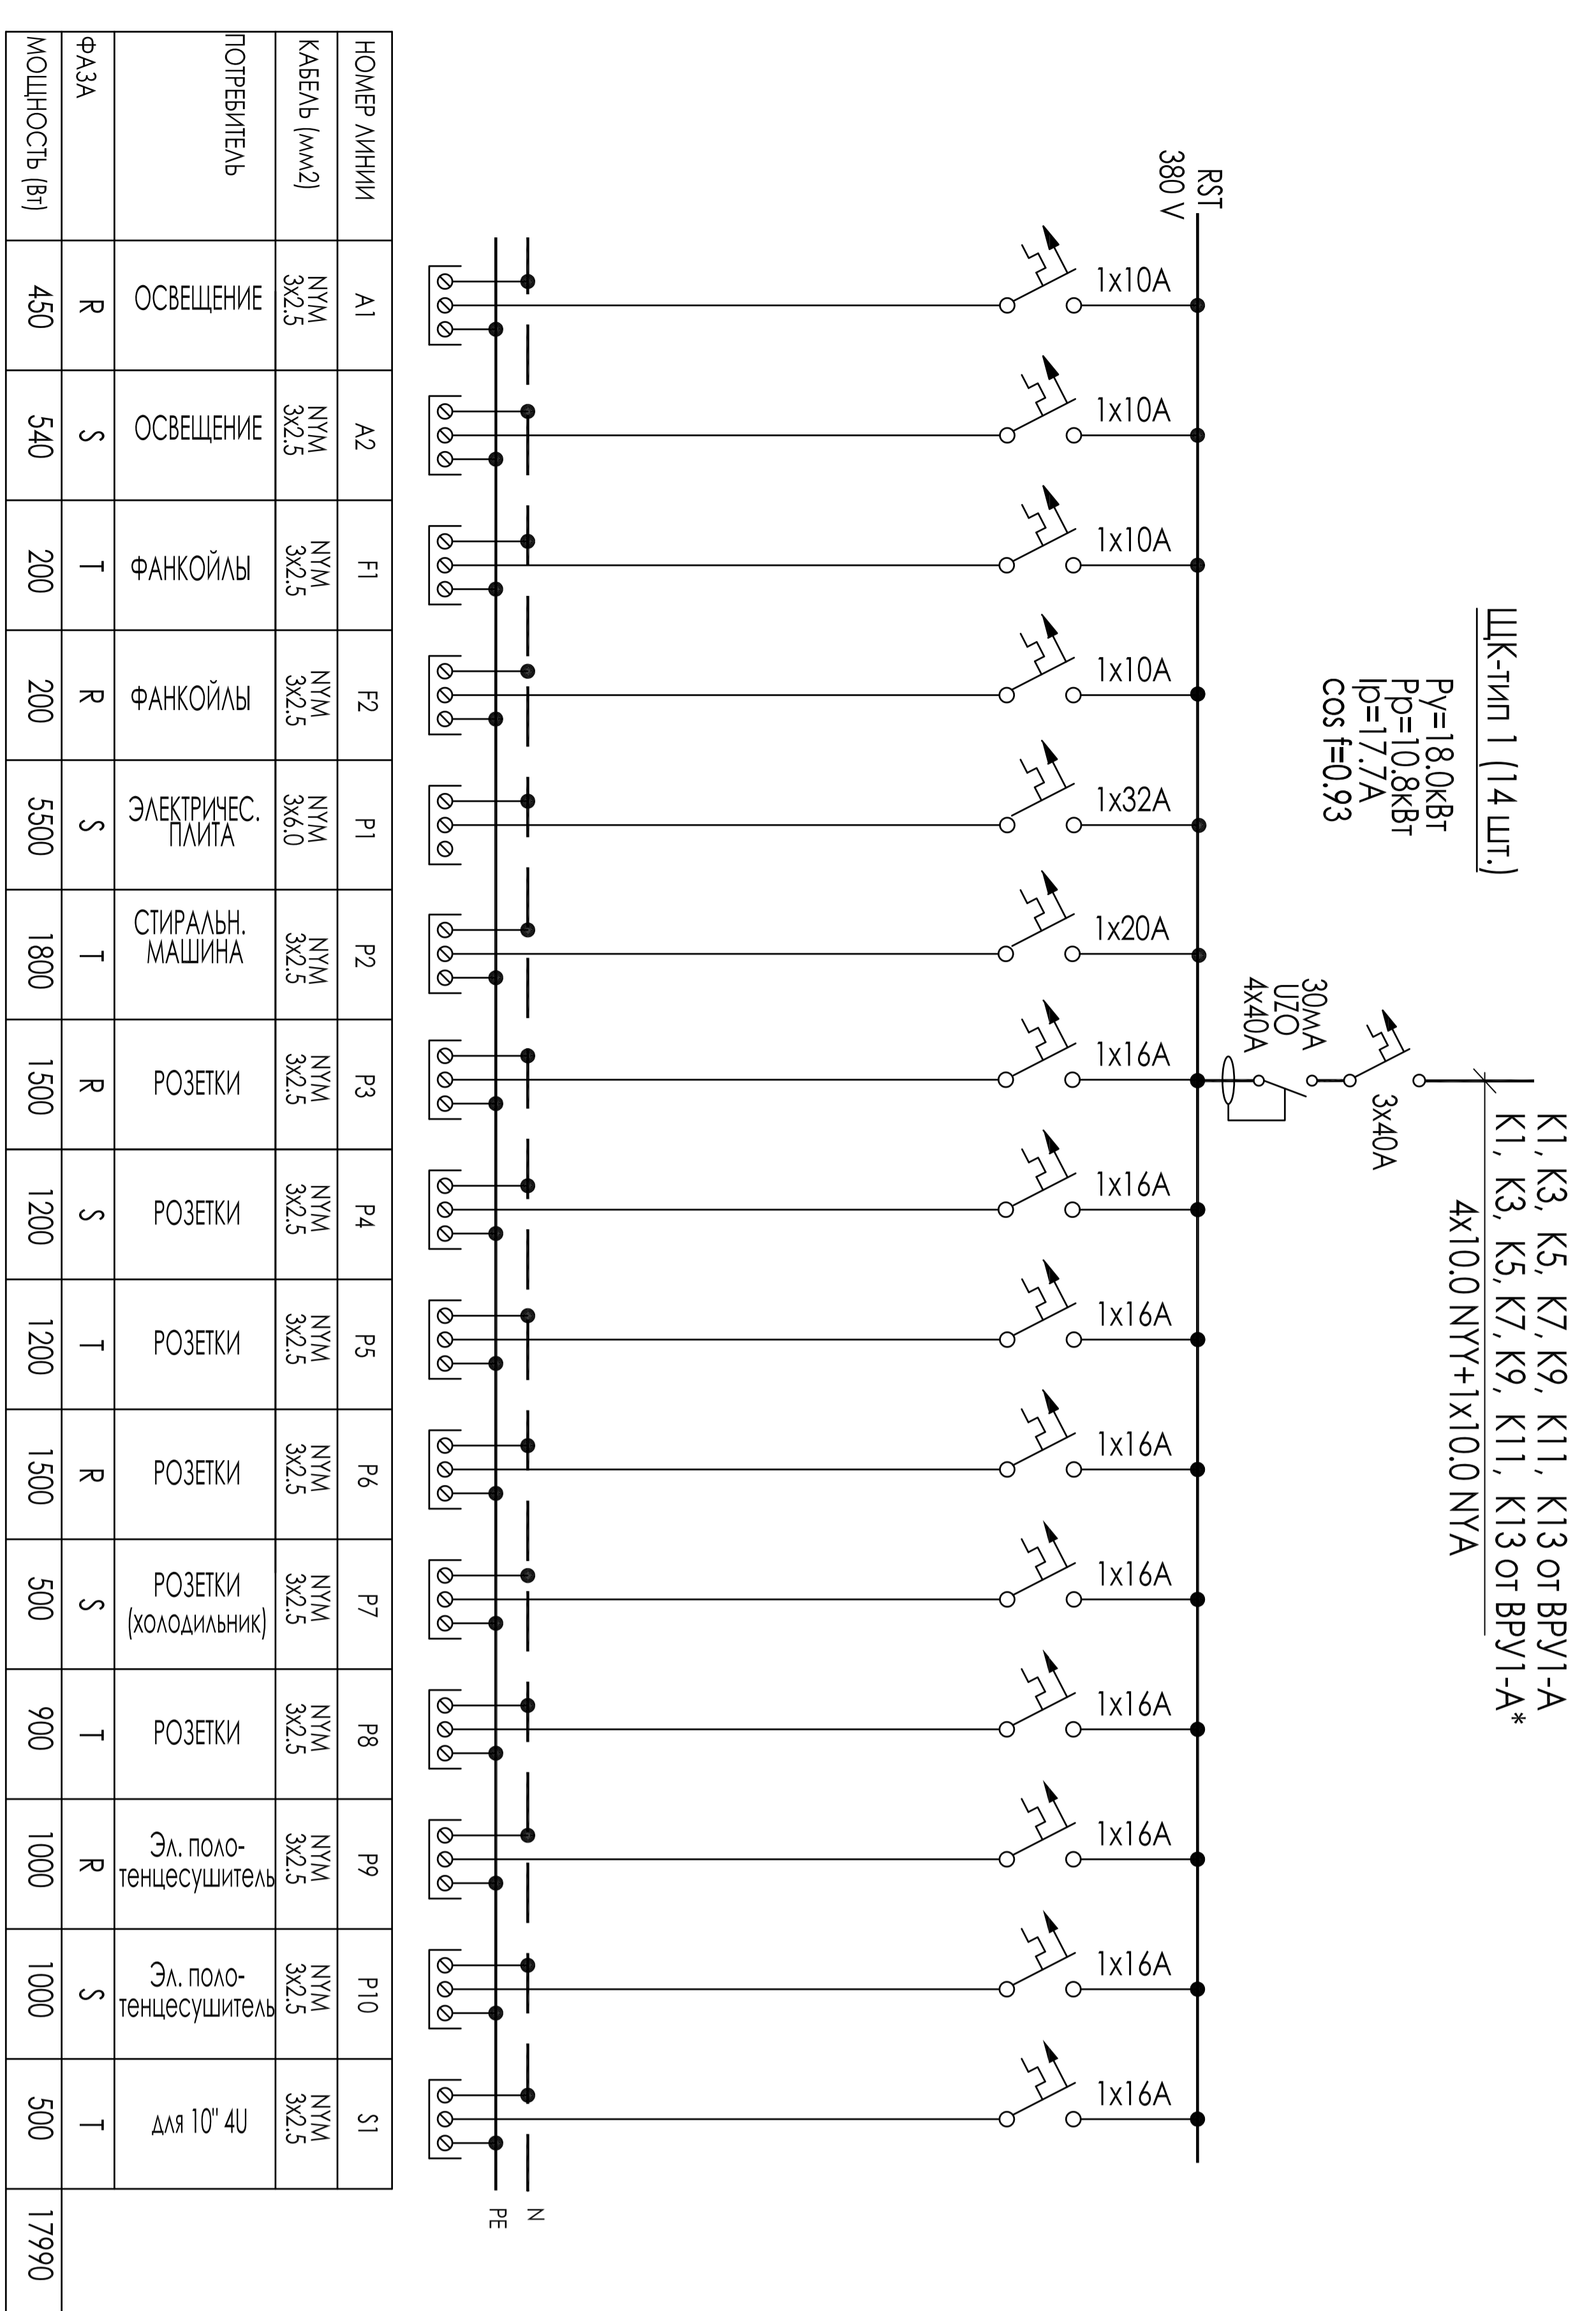 K1, K3, K5, K7, K9, K11, K13 от ВРУ1-А
K1, K3, K5, K7, K9, K11, K13 от ВРУ1-А*
4x10.0 NYY+1x10.0 NYA
ЩК-тип 1 (14 шт.)
Ру=18.0кВт
Рр=10.8кВт
Iр=17.7А
cos f=0.93
3x40A
30мА
UZO
4x40A
RST
380 V
1x10A 1x10A 1x10A 1x10A 1x32A 1x20A 1x16A 1x16A 1x16A 1x16A 1x16A 1x16A 1x16A 1x16A 1x16A
N
PE
НОМЕР ЛИНИИ A1 A2 F1 F2 P1 P2 P3 P4 P5 P6 P7 P8 P9 P10 S1
КАБЕЛЬ (мм2) NYM NYM NYM NYM NYM NYM NYM NYM NYM NYM NYM NYM NYM NYM NYM
3x2.5 3x2.5 3x2.5 3x2.5 3x6.0 3x2.5 3x2.5 3x2.5 3x2.5 3x2.5 3x2.5 3x2.5 3x2.5 3x2.5 3x2.5
ПОТРЕБИТЕЛЬ
ОСВЕЩЕНИЕ
ОСВЕЩЕНИЕ
ФАНКОЙЛЫ
ФАНКОЙЛЫ
ЭЛЕКТРИЧЕС.
ПЛИТА
СТИРАЛЬН.
МАШИНА
РОЗЕТКИ
РОЗЕТКИ
РОЗЕТКИ
РОЗЕТКИ
РОЗЕТКИ
(ХОЛОДИЛЬНИК)
РОЗЕТКИ
Эл. поло-
тенцесушитель
Эл. поло-
тенцесушитель
для 10" 4U
ФАЗА R S T R S T R S T R S T R S T
МОЩНОСТЬ (Вт) 450 540 200 200 5500 1800 1500 1200 1200 1500 500 900 1000 1000 500 17990